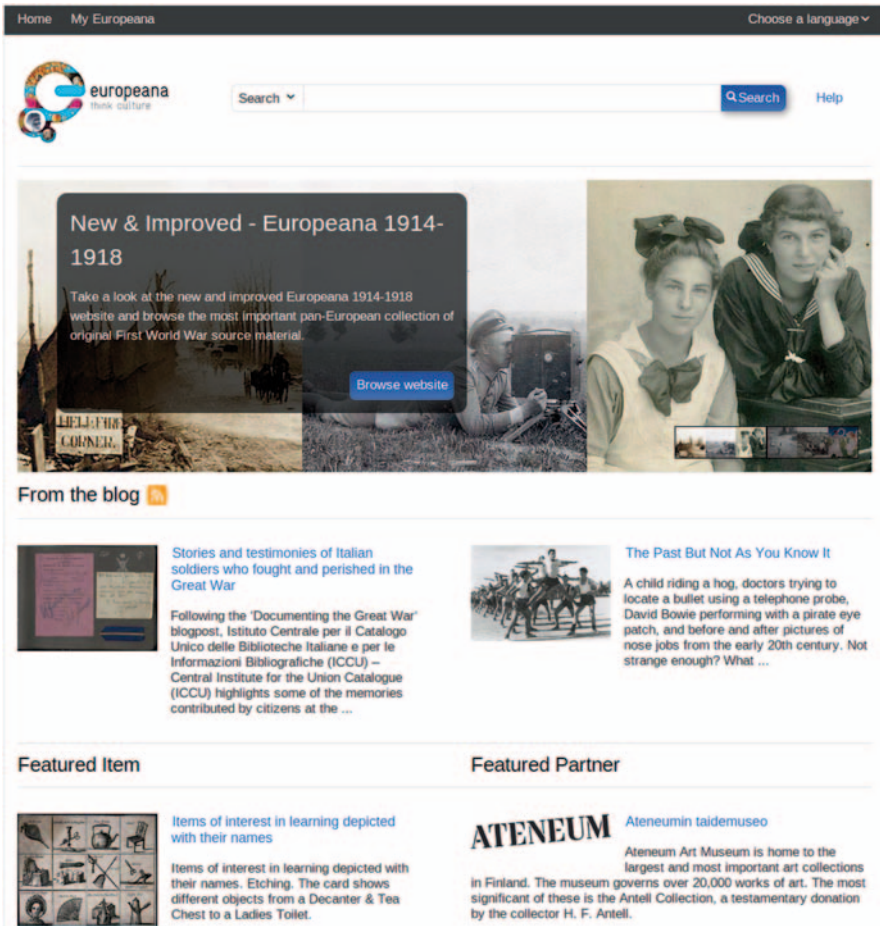 Home My Europeana Choose a language
europeana
think culture
Search Search Help
New & Improved - Europeana 1914-
1918
Take a look at the new and improved Europeana 1914-1918
website and browse the most important pan-European collection of
original First World War source material.
Browse website
HELL FIRE
CORNER.
From the blog
Stories and testimonies of Italian
soldiers who fought and perished in the
Great War
Following the 'Documenting the Great War'
blogpost, Istituto Centrale per il Catalogo
Unico delle Biblioteche Italiane e per le
Informazioni Bibliografiche (ICCU) –
Central Institute for the Union Catalogue
(ICCU) highlights some of the memories
contributed by citizens at the ...
The Past But Not As You Know It
A child riding a hog, doctors trying to
locate a bullet using a telephone probe,
David Bowie performing with a pirate eye
patch, and before and after pictures of
nose jobs from the early 20th century. Not
strange enough? What ...
Featured Item
Items of interest in learning depicted
with their names
Items of interest in learning depicted with
their names. Etching. The card shows
different objects from a Decanter & Tea
Chest to a Ladies Toilet.
Featured Partner
ATENEUM
Ateneumin taidemuseo
Ateneum Art Museum is home to the
largest and most important art collections
in Finland. The museum governs over 20,000 works of art. The most
significant of these is the Antell Collection, a testamentary donation
by the collector H. F. Antell.